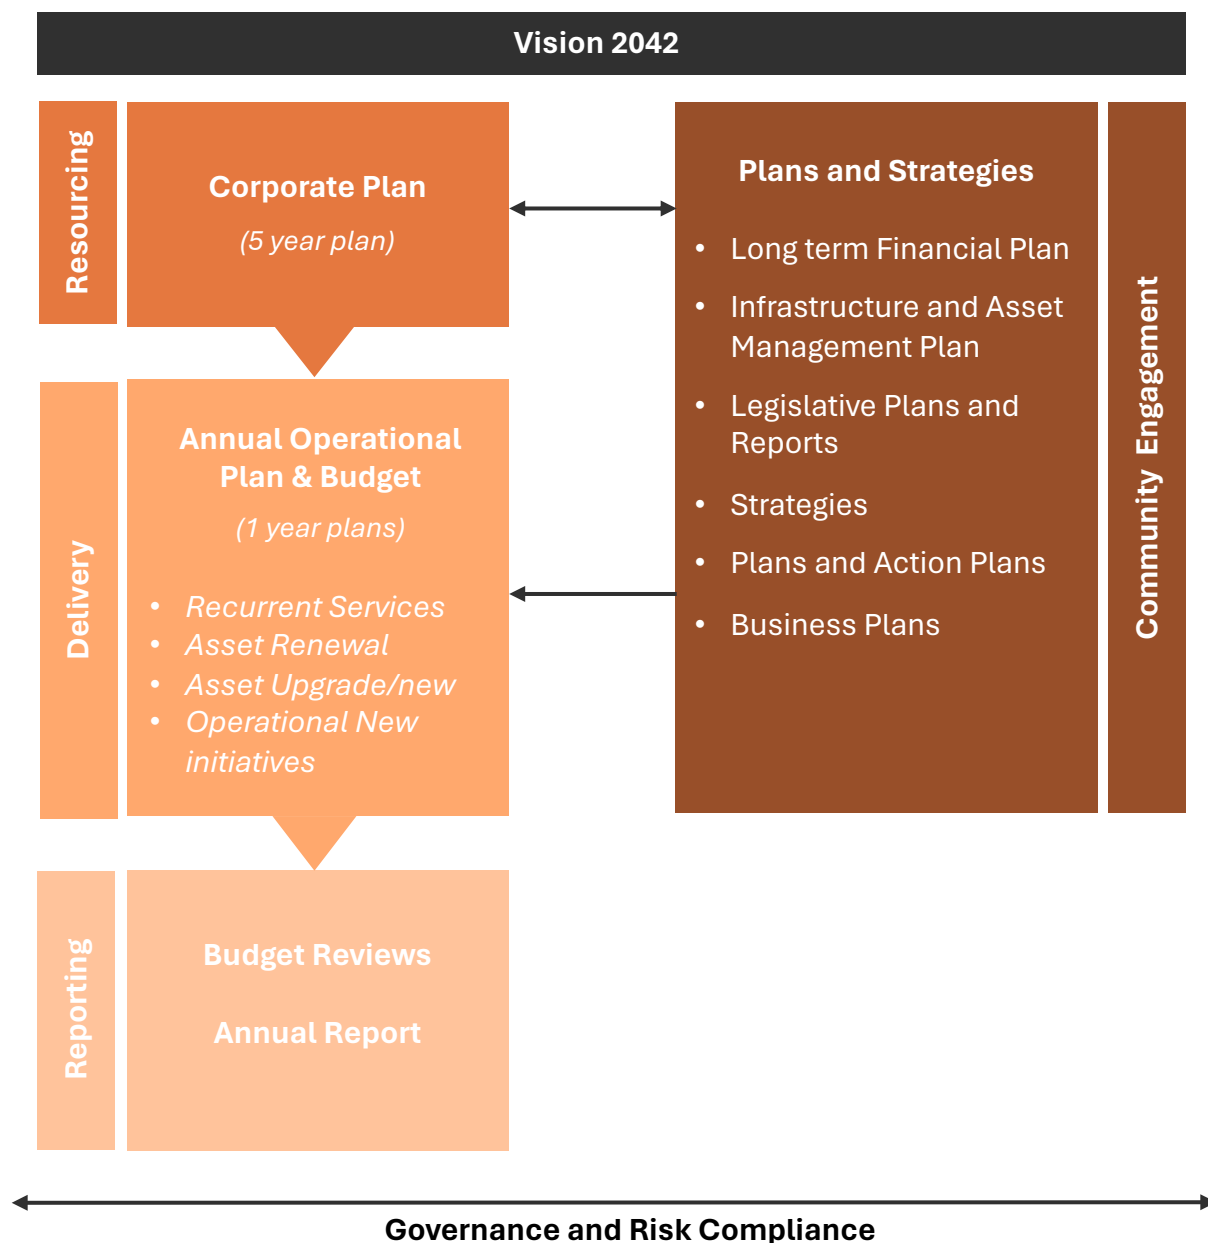 Vision 2042
Resourcing
Corporate Plan
(5 year plan)
Delivery
Annual Operational
Plan & Budget
(1 year plans)
• Recurrent Services
• Asset Renewal
• Asset Upgrade/new
• Operational New
initiatives
Reporting
Budget Reviews
Annual Report
Plans and Strategies
• Long term Financial Plan
• Infrastructure and Asset
Management Plan
• Legislative Plans and
Reports
• Strategies
• Plans and Action Plans
• Business Plans
Community Engagement
Governance and Risk Compliance